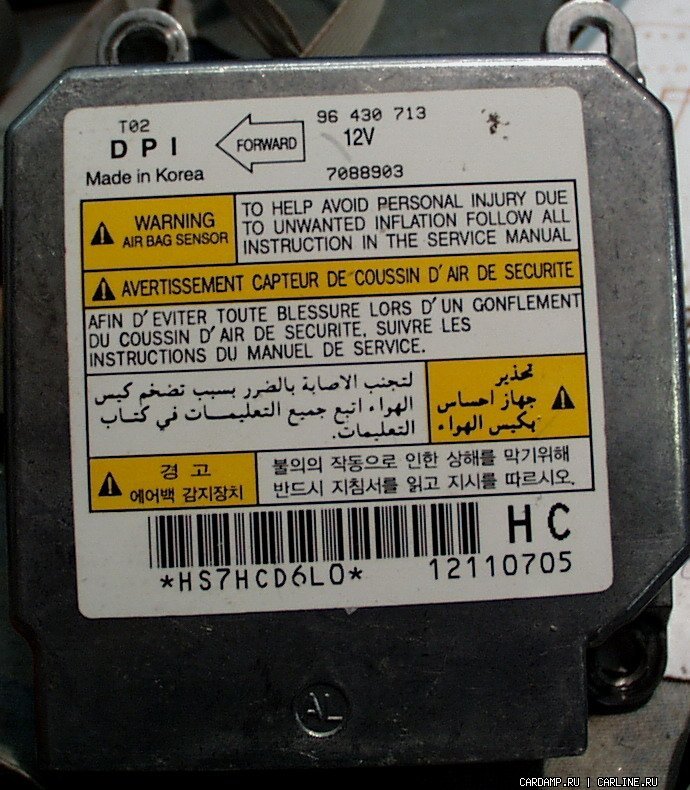 T02
D P I
Made in Korea
FORWARD
96 430 713
12V
7088903
WARNING
AIR BAG SENSOR
TO HELP AVOID PERSONAL INJURY DUE
TO UNWANTED INFLATION FOLLOW ALL
INSTRUCTION IN THE SERVICE MANUAL
AVERTISSEMENT CAPTEUR DE COUSSIN D'AIR DE SECURITE
AFIN D'EVITER TOUTE BLESSURE LORS D'UN GONFLEMENT
DU COUSSIN D'AIR DE SECURITE, SUIVRE LES
INSTRUCTIONS DU MANUEL DE SERVICE.
تحذير
جهاز احساس
بكيس الهواء
لتجنب الاصابة بالضرر بسبب تضخم كيس
الهواء اتبع جميع التعليمات في كتاب
التعليمات.
경 고
에어백 감지장치
불의의 작동으로 인한 상해를 막기위해
반드시 지침서를 읽고 지시를 따르시오.
H C
*HS7HCD6L0*
12110705
AL
CARDAMP.RU | CARLINE.RU